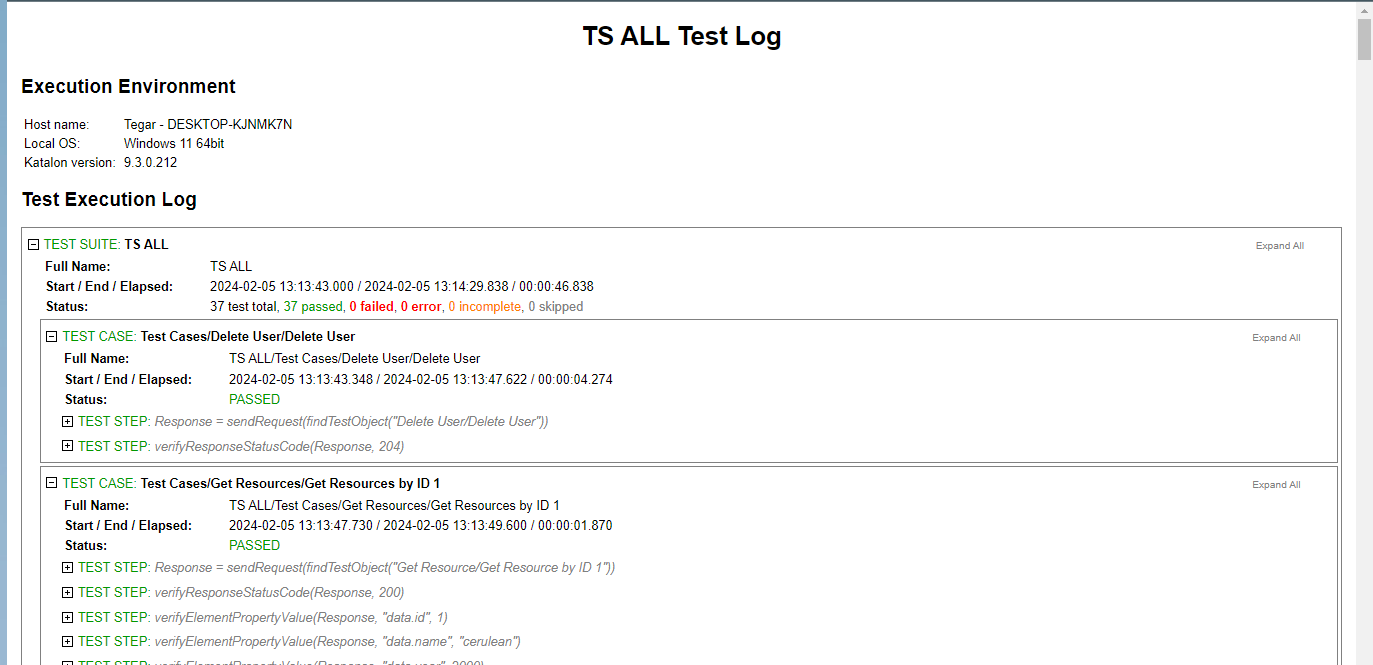 TS ALL Test Log
Execution Environment
Host name: Tegar - DESKTOP-KJNMK7N
Local OS: Windows 11 64bit
Katalon version: 9.3.0.212
Test Execution Log
TEST SUITE: TS ALL Expand All
Full Name: TS ALL
Start / End / Elapsed: 2024-02-05 13:13:43.000 / 2024-02-05 13:14:29.838 / 00:00:46.838
Status: 37 test total, 37 passed, 0 failed, 0 error, 0 incomplete, 0 skipped
TEST CASE: Test Cases/Delete User/Delete User Expand All
Full Name: TS ALL/Test Cases/Delete User/Delete User
Start / End / Elapsed: 2024-02-05 13:13:43.348 / 2024-02-05 13:13:47.622 / 00:00:04.274
Status: PASSED
TEST STEP: Response = sendRequest(findTestObject("Delete User/Delete User"))
TEST STEP: verifyResponseStatusCode(Response, 204)
TEST CASE: Test Cases/Get Resources/Get Resources by ID 1 Expand All
Full Name: TS ALL/Test Cases/Get Resources/Get Resources by ID 1
Start / End / Elapsed: 2024-02-05 13:13:47.730 / 2024-02-05 13:13:49.600 / 00:00:01.870
Status: PASSED
TEST STEP: Response = sendRequest(findTestObject("Get Resource/Get Resource by ID 1"))
TEST STEP: verifyResponseStatusCode(Response, 200)
TEST STEP: verifyElementPropertyValue(Response, "data.id", 1)
TEST STEP: verifyElementPropertyValue(Response, "data.name", "cerulean")
TEST STEP: verifyElementPropertyValue(Response,